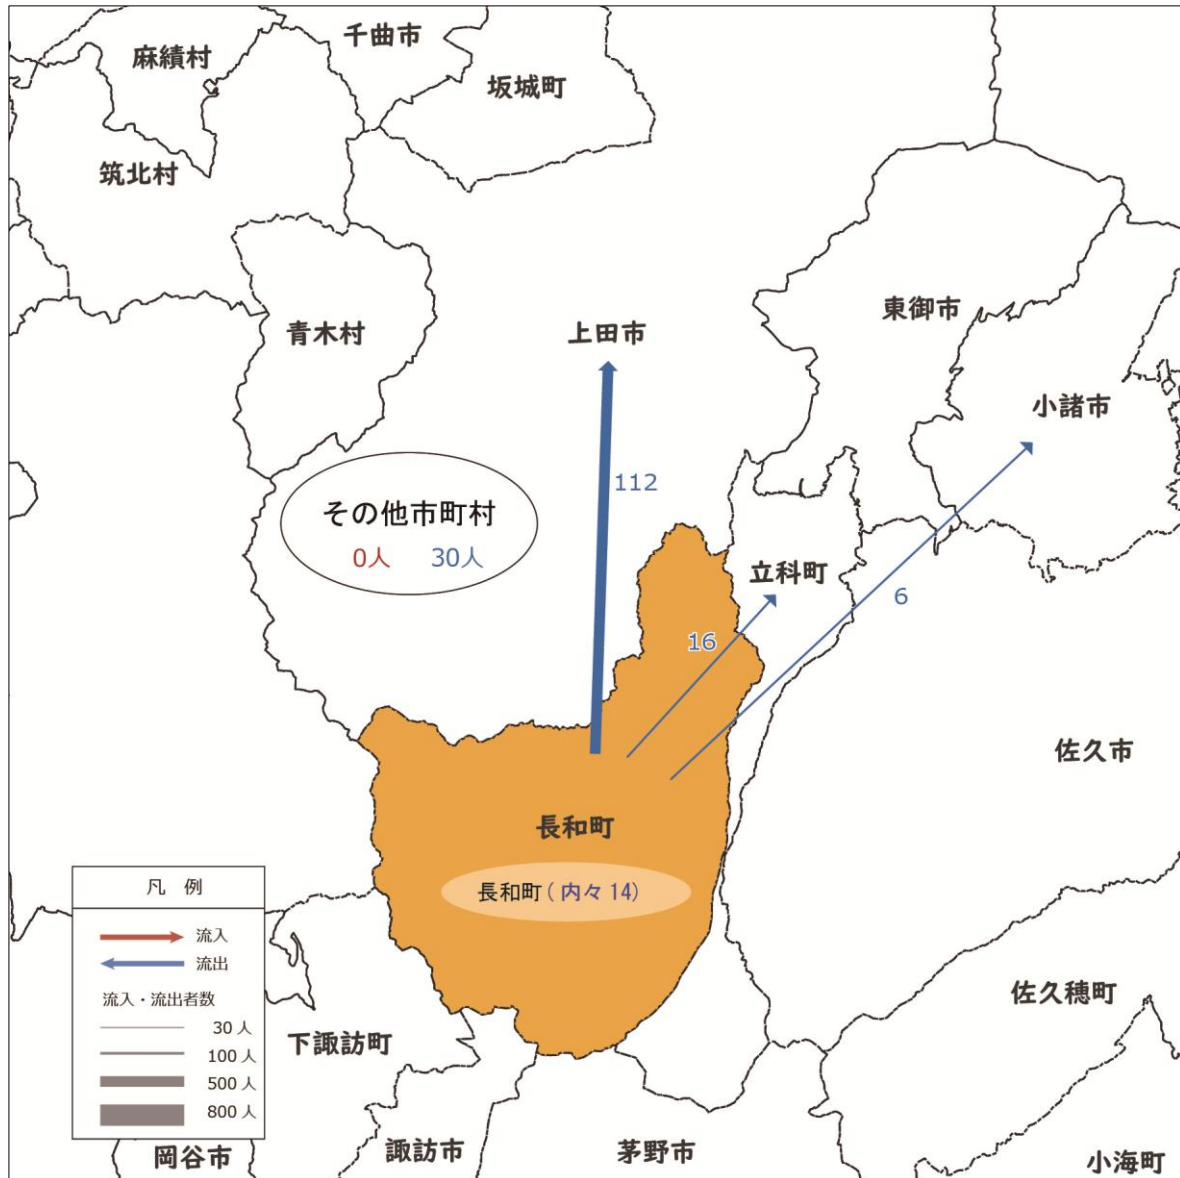 麻績村
千曲市
坂城町
筑北村
青木村
上田市
東御市
小諸市
112
その他市町村
0人 30人
立科町
6
16
佐久市
長和町
長和町(内々14)
凡 例
流入
流出
流入・流出者数
30人
100人
500人
800人
佐久穂町
下諏訪町
岡谷市
諏訪市
茅野市
小海町